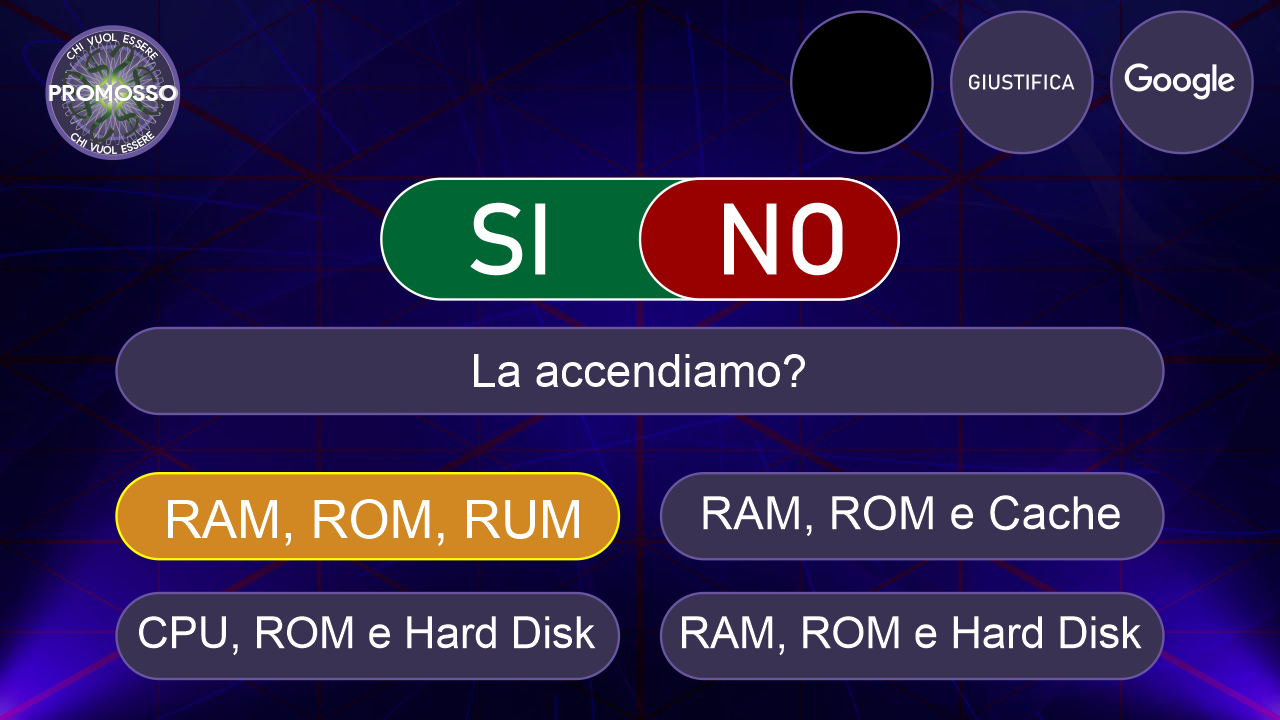 CHI VUOL ESSERE
PROMOSSO
CHI VUOL ESSERE
GIUSTIFICA
Google
SI
NO
La accendiamo?
RAM, ROM, RUM
RAM, ROM e Cache
CPU, ROM e Hard Disk
RAM, ROM e Hard Disk